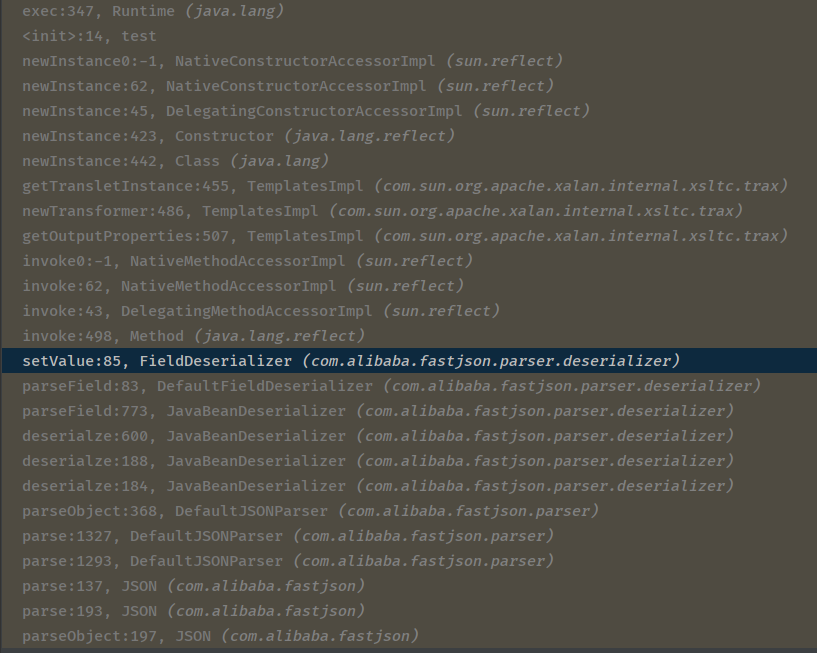 exec:347, Runtime (java.lang)
<init>:14, test
newInstance0:-1, NativeConstructorAccessorImpl (sun.reflect)
newInstance:62, NativeConstructorAccessorImpl (sun.reflect)
newInstance:45, DelegatingConstructorAccessorImpl (sun.reflect)
newInstance:423, Constructor (java.lang.reflect)
newInstance:442, Class (java.lang)
getTransletInstance:455, TemplatesImpl (com.sun.org.apache.xalan.internal.xsltc.trax)
newTransformer:486, TemplatesImpl (com.sun.org.apache.xalan.internal.xsltc.trax)
getOutputProperties:507, TemplatesImpl (com.sun.org.apache.xalan.internal.xsltc.trax)
invoke0:-1, NativeMethodAccessorImpl (sun.reflect)
invoke:62, NativeMethodAccessorImpl (sun.reflect)
invoke:43, DelegatingMethodAccessorImpl (sun.reflect)
invoke:498, Method (java.lang.reflect)
setValue:85, FieldDeserializer (com.alibaba.fastjson.parser.deserializer)
parseField:83, DefaultFieldDeserializer (com.alibaba.fastjson.parser.deserializer)
parseField:773, JavaBeanDeserializer (com.alibaba.fastjson.parser.deserializer)
deserialze:600, JavaBeanDeserializer (com.alibaba.fastjson.parser.deserializer)
deserialze:188, JavaBeanDeserializer (com.alibaba.fastjson.parser.deserializer)
deserialze:184, JavaBeanDeserializer (com.alibaba.fastjson.parser.deserializer)
parseObject:368, DefaultJSONParser (com.alibaba.fastjson.parser)
parse:1327, DefaultJSONParser (com.alibaba.fastjson.parser)
parse:1293, DefaultJSONParser (com.alibaba.fastjson.parser)
parse:137, JSON (com.alibaba.fastjson)
parse:193, JSON (com.alibaba.fastjson)
parseObject:197, JSON (com.alibaba.fastjson)